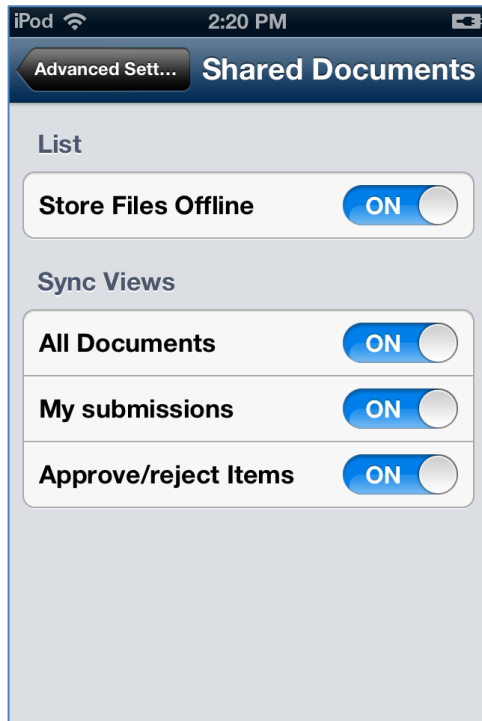 iPod 2:20 PM
Advanced Sett... Shared Documents
List
Store Files Offline ON
Sync Views
All Documents ON
My submissions ON
Approve/reject Items ON